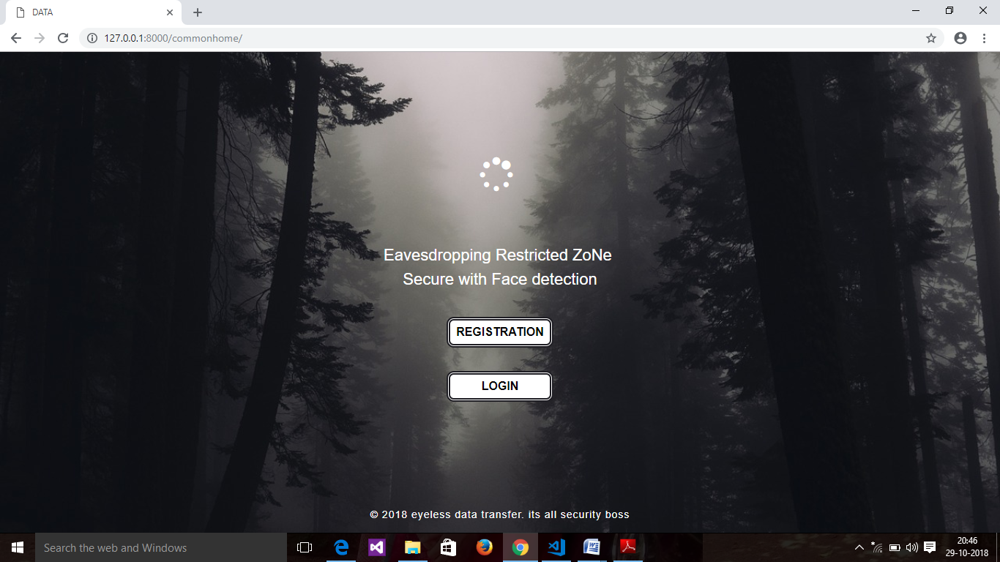 DATA
127.0.0.1:8000/commonhome/
Eavesdropping Restricted ZoNe
Secure with Face detection
REGISTRATION
LOGIN
© 2018 eyeless data transfer. its all security boss
Search the web and Windows
20:46
29-10-2018